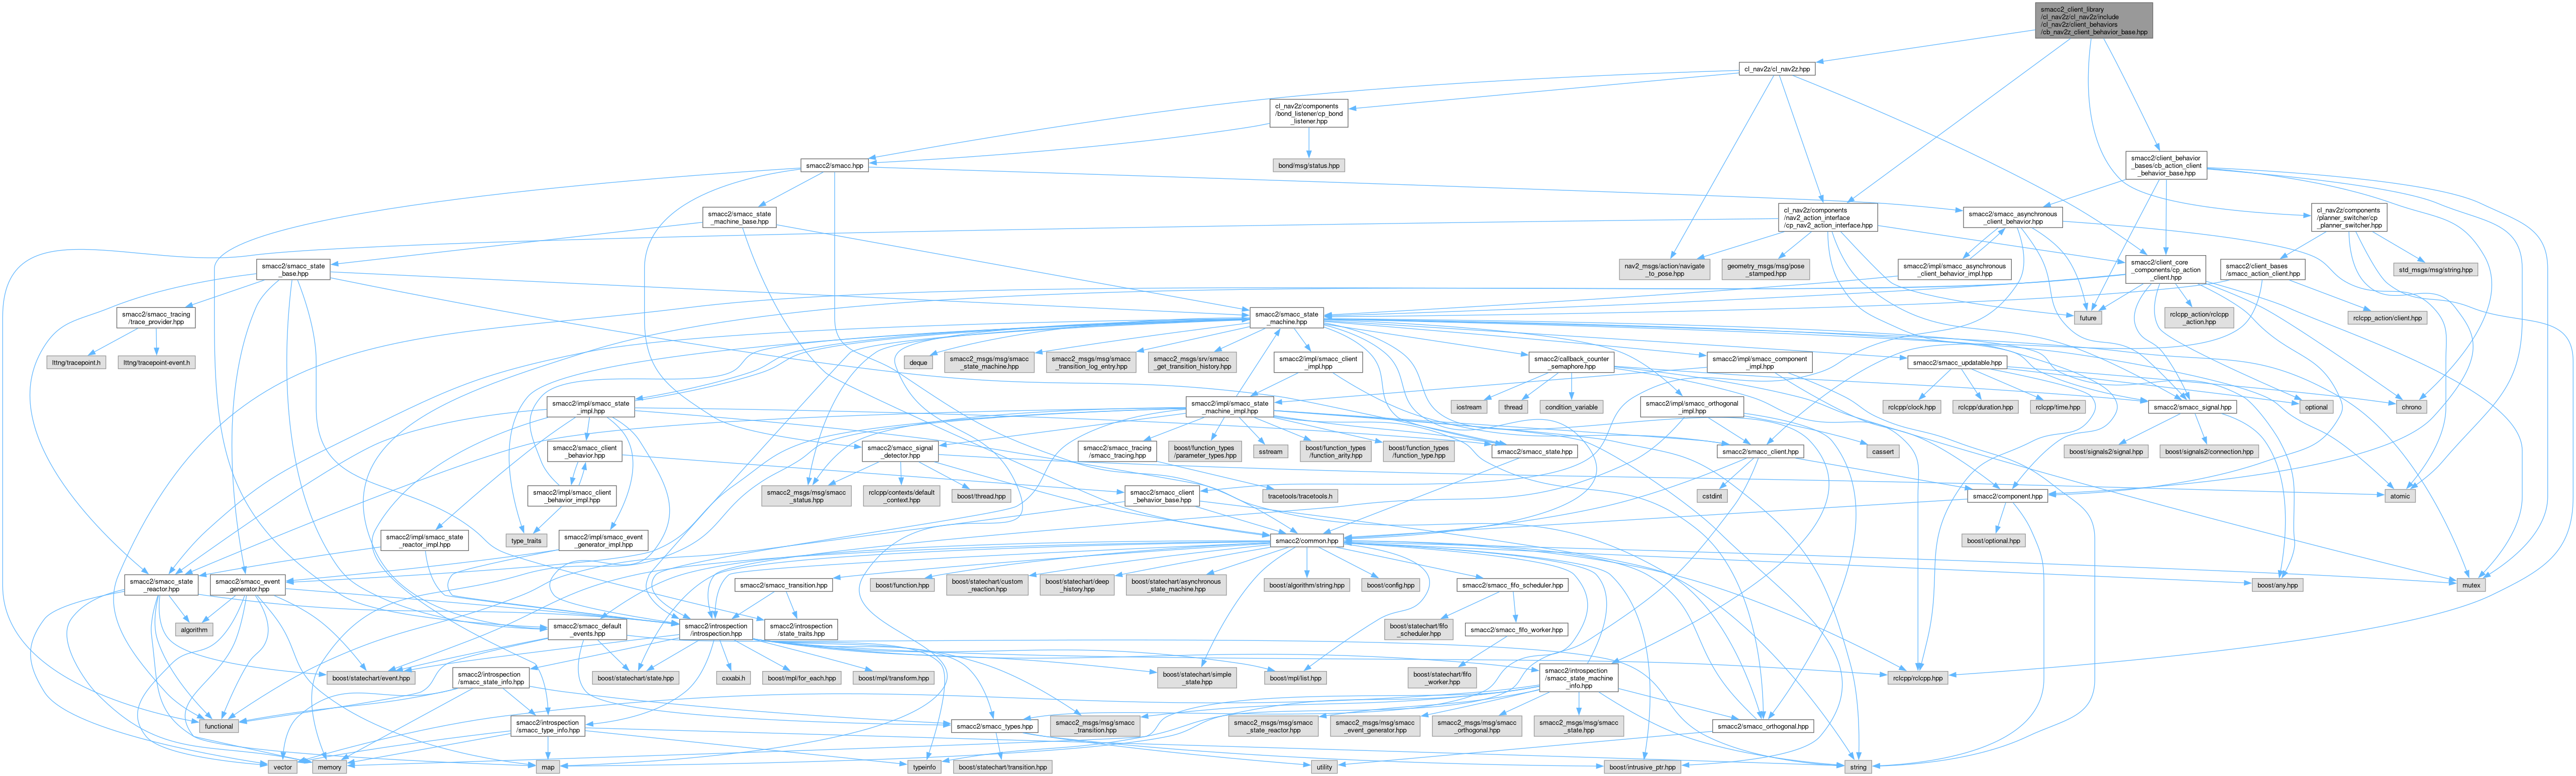 smacc2_client_library
/cl_nav2z/cl_nav2z/include
/cl_nav2z/client_behaviors
/cb_nav2z_client_behavior_base.hpp
cl_nav2z/cl_nav2z.hpp
cl_nav2z/components
/bond_listener/cp_bond
_listener.hpp
smacc2/smacc.hpp
bond/msg/status.hpp
smacc2/client_behavior
_bases/cb_action_client
_behavior_base.hpp
smacc2/smacc_state
_machine_base.hpp
cl_nav2z/components
/nav2_action_interface
/cp_nav2_action_interface.hpp
smacc2/smacc_asynchronous
_client_behavior.hpp
cl_nav2z/components
/planner_switcher/cp
_planner_switcher.hpp
smacc2/smacc_state
_base.hpp
nav2_msgs/action/navigate
_to_pose.hpp
geometry_msgs/msg/pose
_stamped.hpp
smacc2/impl/smacc_asynchronous
_client_behavior_impl.hpp
smacc2/client_core
_components/cp_action
_client.hpp
smacc2/client_bases
/smacc_action_client.hpp
std_msgs/msg/string.hpp
smacc2/smacc_tracing
/trace_provider.hpp
smacc2/smacc_state
_machine.hpp
future
rclcpp_action/rclcpp
_action.hpp
rclcpp_action/client.hpp
lttng/tracepoint.h
lttng/tracepoint-event.h
deque
smacc2_msgs/msg/smacc
_state_machine.hpp
smacc2_msgs/msg/smacc
_transition_log_entry.hpp
smacc2_msgs/srv/smacc
_get_transition_history.hpp
smacc2/impl/smacc_client
_impl.hpp
smacc2/callback_counter
_semaphore.hpp
smacc2/impl/smacc_component
_impl.hpp
smacc2/smacc_updatable.hpp
smacc2/impl/smacc_state
_impl.hpp
smacc2/impl/smacc_state
_machine_impl.hpp
iostream
thread
condition_variable
smacc2/impl/smacc_orthogonal
_impl.hpp
rclcpp/clock.hpp
rclcpp/duration.hpp
rclcpp/time.hpp
smacc2/smacc_signal.hpp
optional
chrono
smacc2/smacc_client
_behavior.hpp
smacc2/smacc_signal
_detector.hpp
smacc2/smacc_tracing
/smacc_tracing.hpp
boost/function_types
/parameter_types.hpp
sstream
boost/function_types
/function_arity.hpp
boost/function_types
/function_type.hpp
smacc2/smacc_state.hpp
smacc2/smacc_client.hpp
cassert
boost/signals2/signal.hpp
boost/signals2/connection.hpp
smacc2/impl/smacc_client
_behavior_impl.hpp
smacc2_msgs/msg/smacc
_status.hpp
rclcpp/contexts/default
_context.hpp
boost/thread.hpp
smacc2/smacc_client
_behavior_base.hpp
tracetools/tracetools.h
cstdint
smacc2/component.hpp
atomic
smacc2/impl/smacc_state
_reactor_impl.hpp
type_traits
smacc2/impl/smacc_event
_generator_impl.hpp
smacc2/common.hpp
boost/optional.hpp
smacc2/smacc_state
_reactor.hpp
smacc2/smacc_event
_generator.hpp
smacc2/smacc_transition.hpp
boost/function.hpp
boost/statechart/custom
_reaction.hpp
boost/statechart/deep
_history.hpp
boost/statechart/asynchronous
_state_machine.hpp
boost/algorithm/string.hpp
boost/config.hpp
smacc2/smacc_fifo_scheduler.hpp
boost/any.hpp
mutex
algorithm
smacc2/smacc_default
_events.hpp
smacc2/introspection
/introspection.hpp
smacc2/introspection
/state_traits.hpp
boost/statechart/fifo
_scheduler.hpp
smacc2/smacc_fifo_worker.hpp
boost/statechart/event.hpp
smacc2/introspection
/smacc_state_info.hpp
boost/statechart/state.hpp
cxxabi.h
boost/mpl/for_each.hpp
boost/mpl/transform.hpp
boost/statechart/simple
_state.hpp
boost/mpl/list.hpp
boost/statechart/fifo
_worker.hpp
smacc2/introspection
/smacc_state_machine
_info.hpp
rclcpp/rclcpp.hpp
functional
smacc2/introspection
/smacc_type_info.hpp
smacc2/smacc_types.hpp
smacc2_msgs/msg/smacc
_transition.hpp
smacc2_msgs/msg/smacc
_state_reactor.hpp
smacc2_msgs/msg/smacc
_event_generator.hpp
smacc2_msgs/msg/smacc
_orthogonal.hpp
smacc2_msgs/msg/smacc
_state.hpp
smacc2/smacc_orthogonal.hpp
vector
memory
map
typeinfo
boost/statechart/transition.hpp
utility
boost/intrusive_ptr.hpp
string